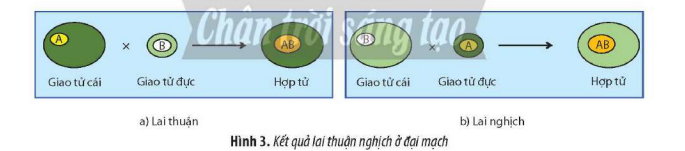 Chân trời sáng tạo
A × B AB B × A AB
Giao tử cái Giao tử đực Hợp tử Giao tử cái Giao tử đực Hợp tử
a) Lai thuận b) Lai nghịch
Hình 3. Kết quả lai thuận nghịch ở đại mạch